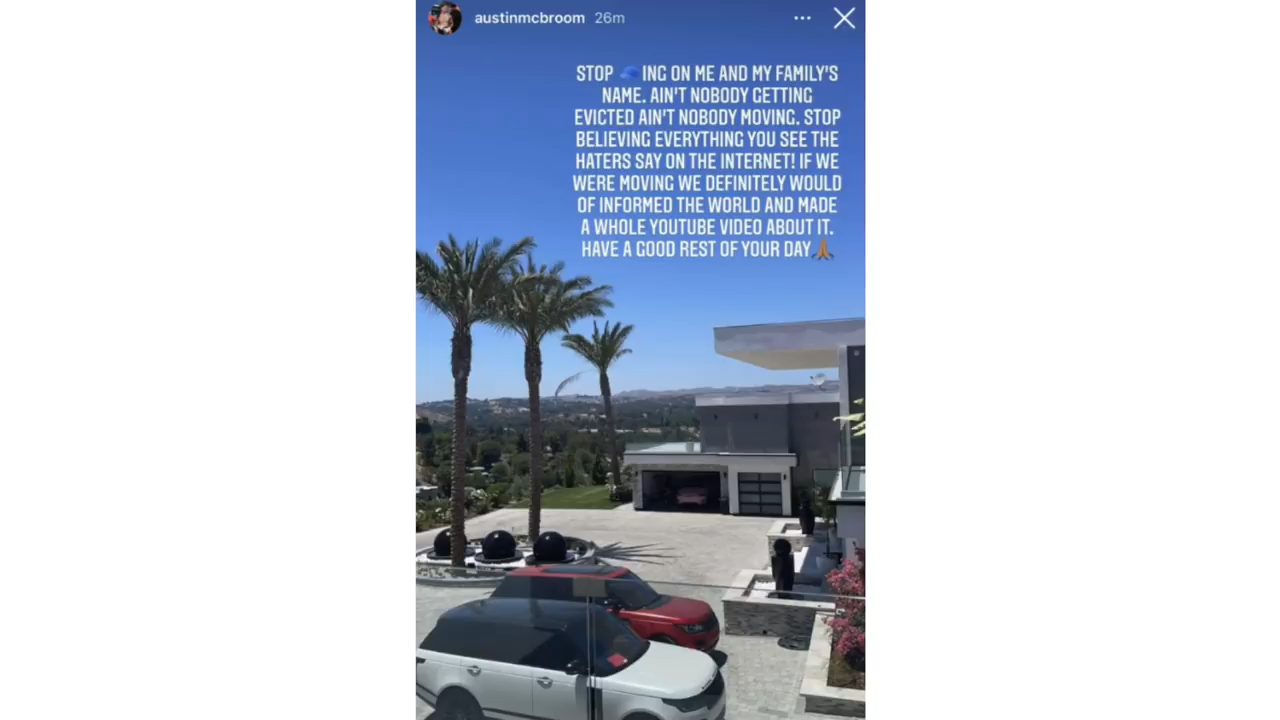 austinmcbroom 26m
STOP 🧢ING ON ME AND MY FAMILY'S
NAME. AIN'T NOBODY GETTING
EVICTED AIN'T NOBODY MOVING. STOP
BELIEVING EVERYTHING YOU SEE THE
HATERS SAY ON THE INTERNET! IF WE
WERE MOVING WE DEFINITELY WOULD
OF INFORMED THE WORLD AND MADE
A WHOLE YOUTUBE VIDEO ABOUT IT.
HAVE A GOOD REST OF YOUR DAY🙏🏾